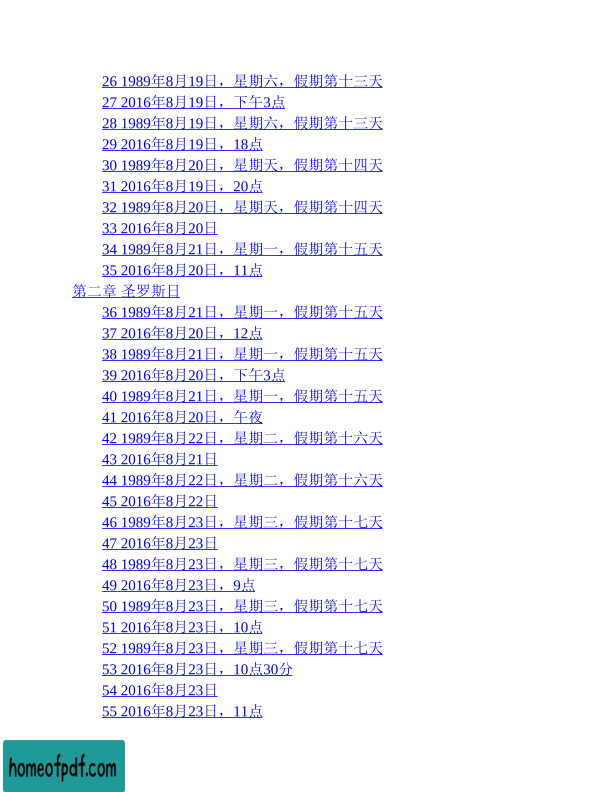 26 1989年8月19日，星期六，假期第十三天
27 2016年8月19日，下午3点
28 1989年8月19日，星期六，假期第十三天
29 2016年8月19日，18点
30 1989年8月20日，星期天，假期第十四天
31 2016年8月19日，20点
32 1989年8月20日，星期天，假期第十四天
33 2016年8月20日
34 1989年8月21日，星期一，假期第十五天
35 2016年8月20日，11点
第二章 圣罗斯日
36 1989年8月21日，星期一，假期第十五天
37 2016年8月20日，12点
38 1989年8月21日，星期一，假期第十五天
39 2016年8月20日，下午3点
40 1989年8月21日，星期一，假期第十五天
41 2016年8月20日，午夜
42 1989年8月22日，星期二，假期第十六天
43 2016年8月21日
44 1989年8月22日，星期二，假期第十六天
45 2016年8月22日
46 1989年8月23日，星期三，假期第十七天
47 2016年8月23日
48 1989年8月23日，星期三，假期第十七天
49 2016年8月23日，9点
50 1989年8月23日，星期三，假期第十七天
51 2016年8月23日，10点
52 1989年8月23日，星期三，假期第十七天
53 2016年8月23日，10点30分
54 2016年8月23日
55 2016年8月23日，11点
homeofpdf.com